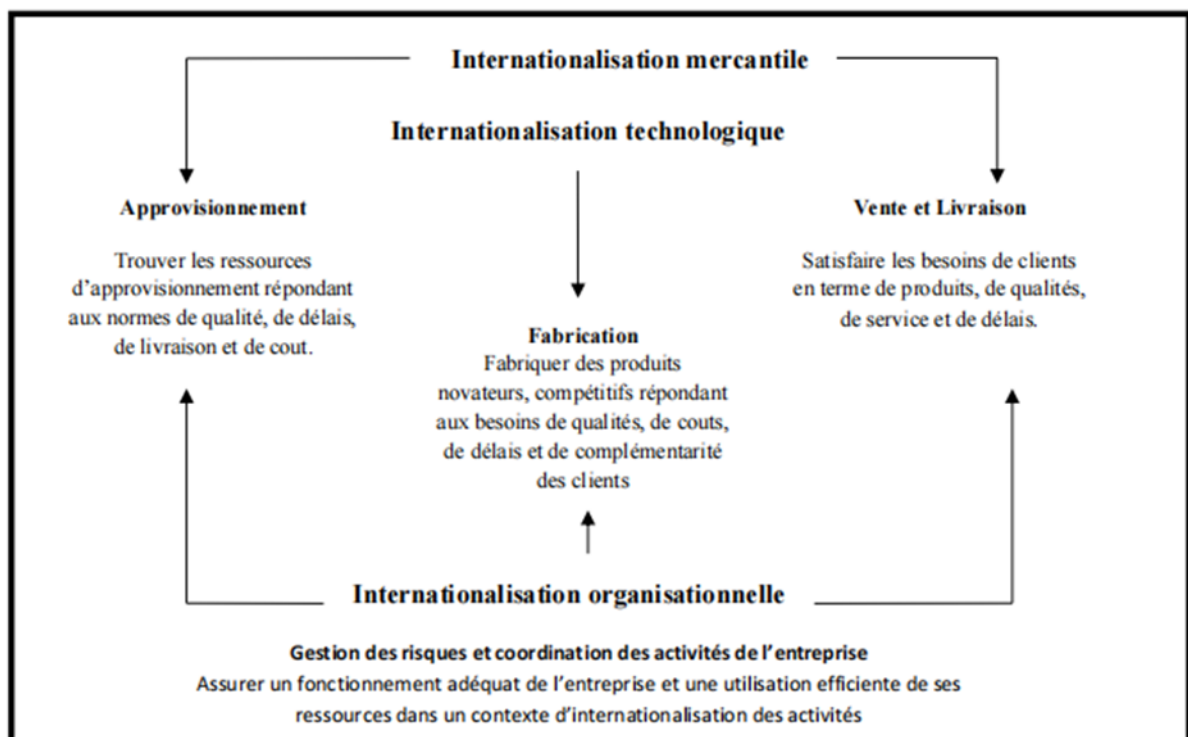 Internationalisation mercantile
Internationalisation technologique
Approvisionnement
Trouver les ressources
d'approvisionnement répondant
aux normes de qualité, de délais,
de livraison et de cout.
Vente et Livraison
Satisfaire les besoins de clients
en terme de produits, de qualités,
de service et de délais.
Fabrication
Fabriquer des produits
novateurs, compétitifs répondant
aux besoins de qualités, de couts,
de délais et de complémentarité
des clients
Internationalisation organisationnelle
Gestion des risques et coordination des activités de l'entreprise
Assurer un fonctionnement adéquat de l'entreprise et une utilisation efficiente de ses
ressources dans un contexte d'internationalisation des activités